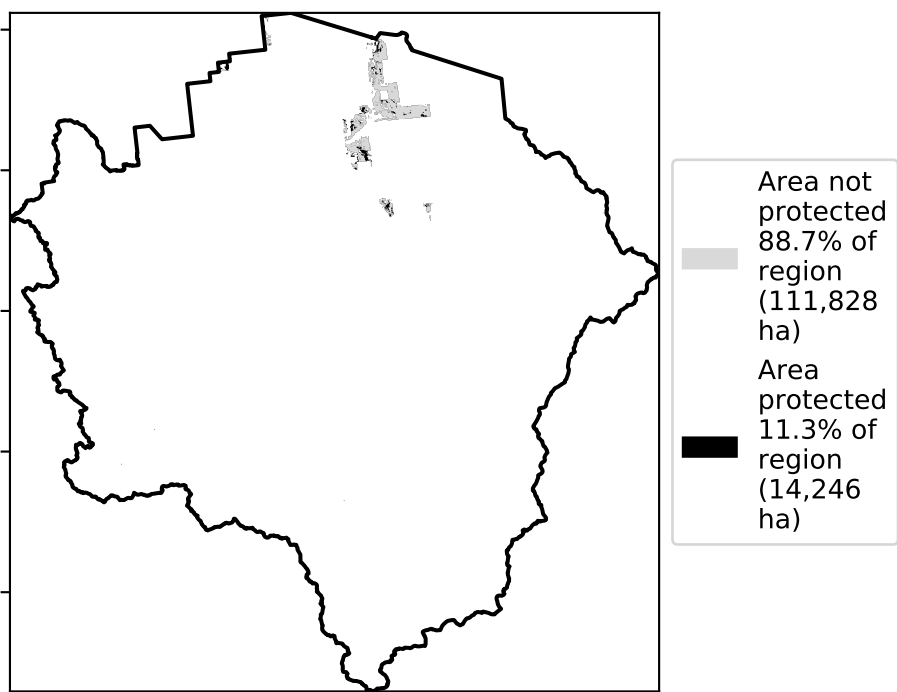 Area not
protected
88.7% of
region
(111,828
ha)
Area
protected
11.3% of
region
(14,246
ha)